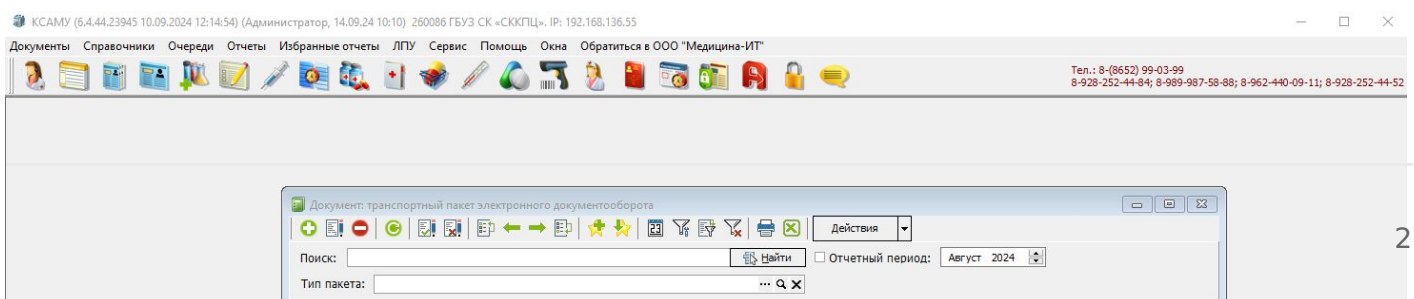 КСАМУ (6.4.44.23945 10.09.2024 12:14:54) (Администратор, 14.09.24 10:10) 260086 ГБУЗ СК «СККПЦ». IP: 192.168.136.55
Документы Справочники Очереди Отчеты Избранные отчеты ЛПУ Сервис Помощь Окна Обратиться в ООО "Медицина-ИТ"
Тел.: 8-(8652) 99-03-99
8-928-252-44-84; 8-989-987-58-88; 8-962-440-09-11; 8-928-252-44-52
Документ: транспортный пакет электронного документооборота
23 Действия
Поиск: Найти Отчетный период: Август 2024
2
Тип пакета: ...